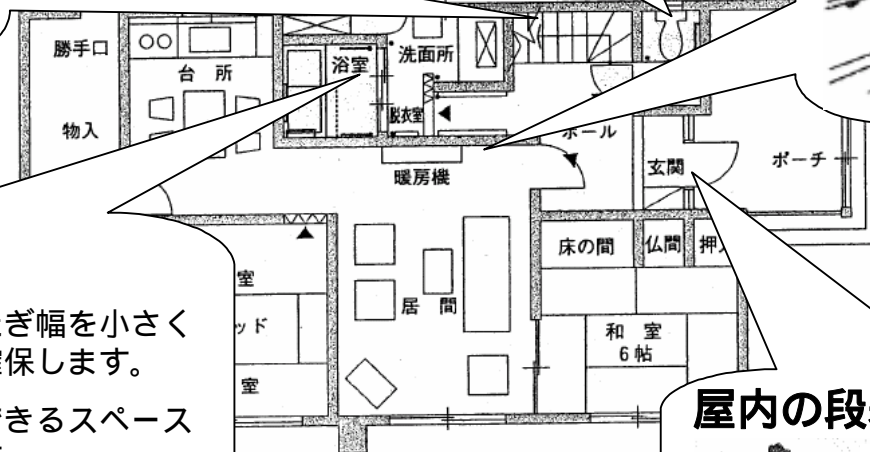 勝手口
台所
物入
浴室
洗面所
脱衣室
ホール
暖房機
玄関
ポーチ
床の間
仏間
押入
居間
和室
6帖
室
ッド
室
ぎ幅を小さく
保します。
きるスペース
屋内の段